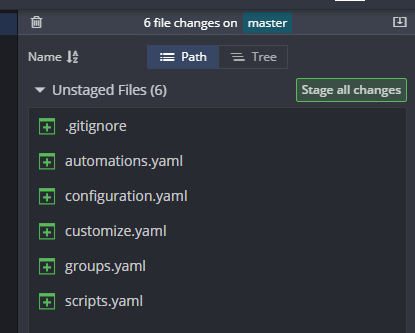 6 file changes on master
Name Path Tree
Unstaged Files (6) Stage all changes
.gitignore
automations.yaml
configuration.yaml
customize.yaml
groups.yaml
scripts.yaml